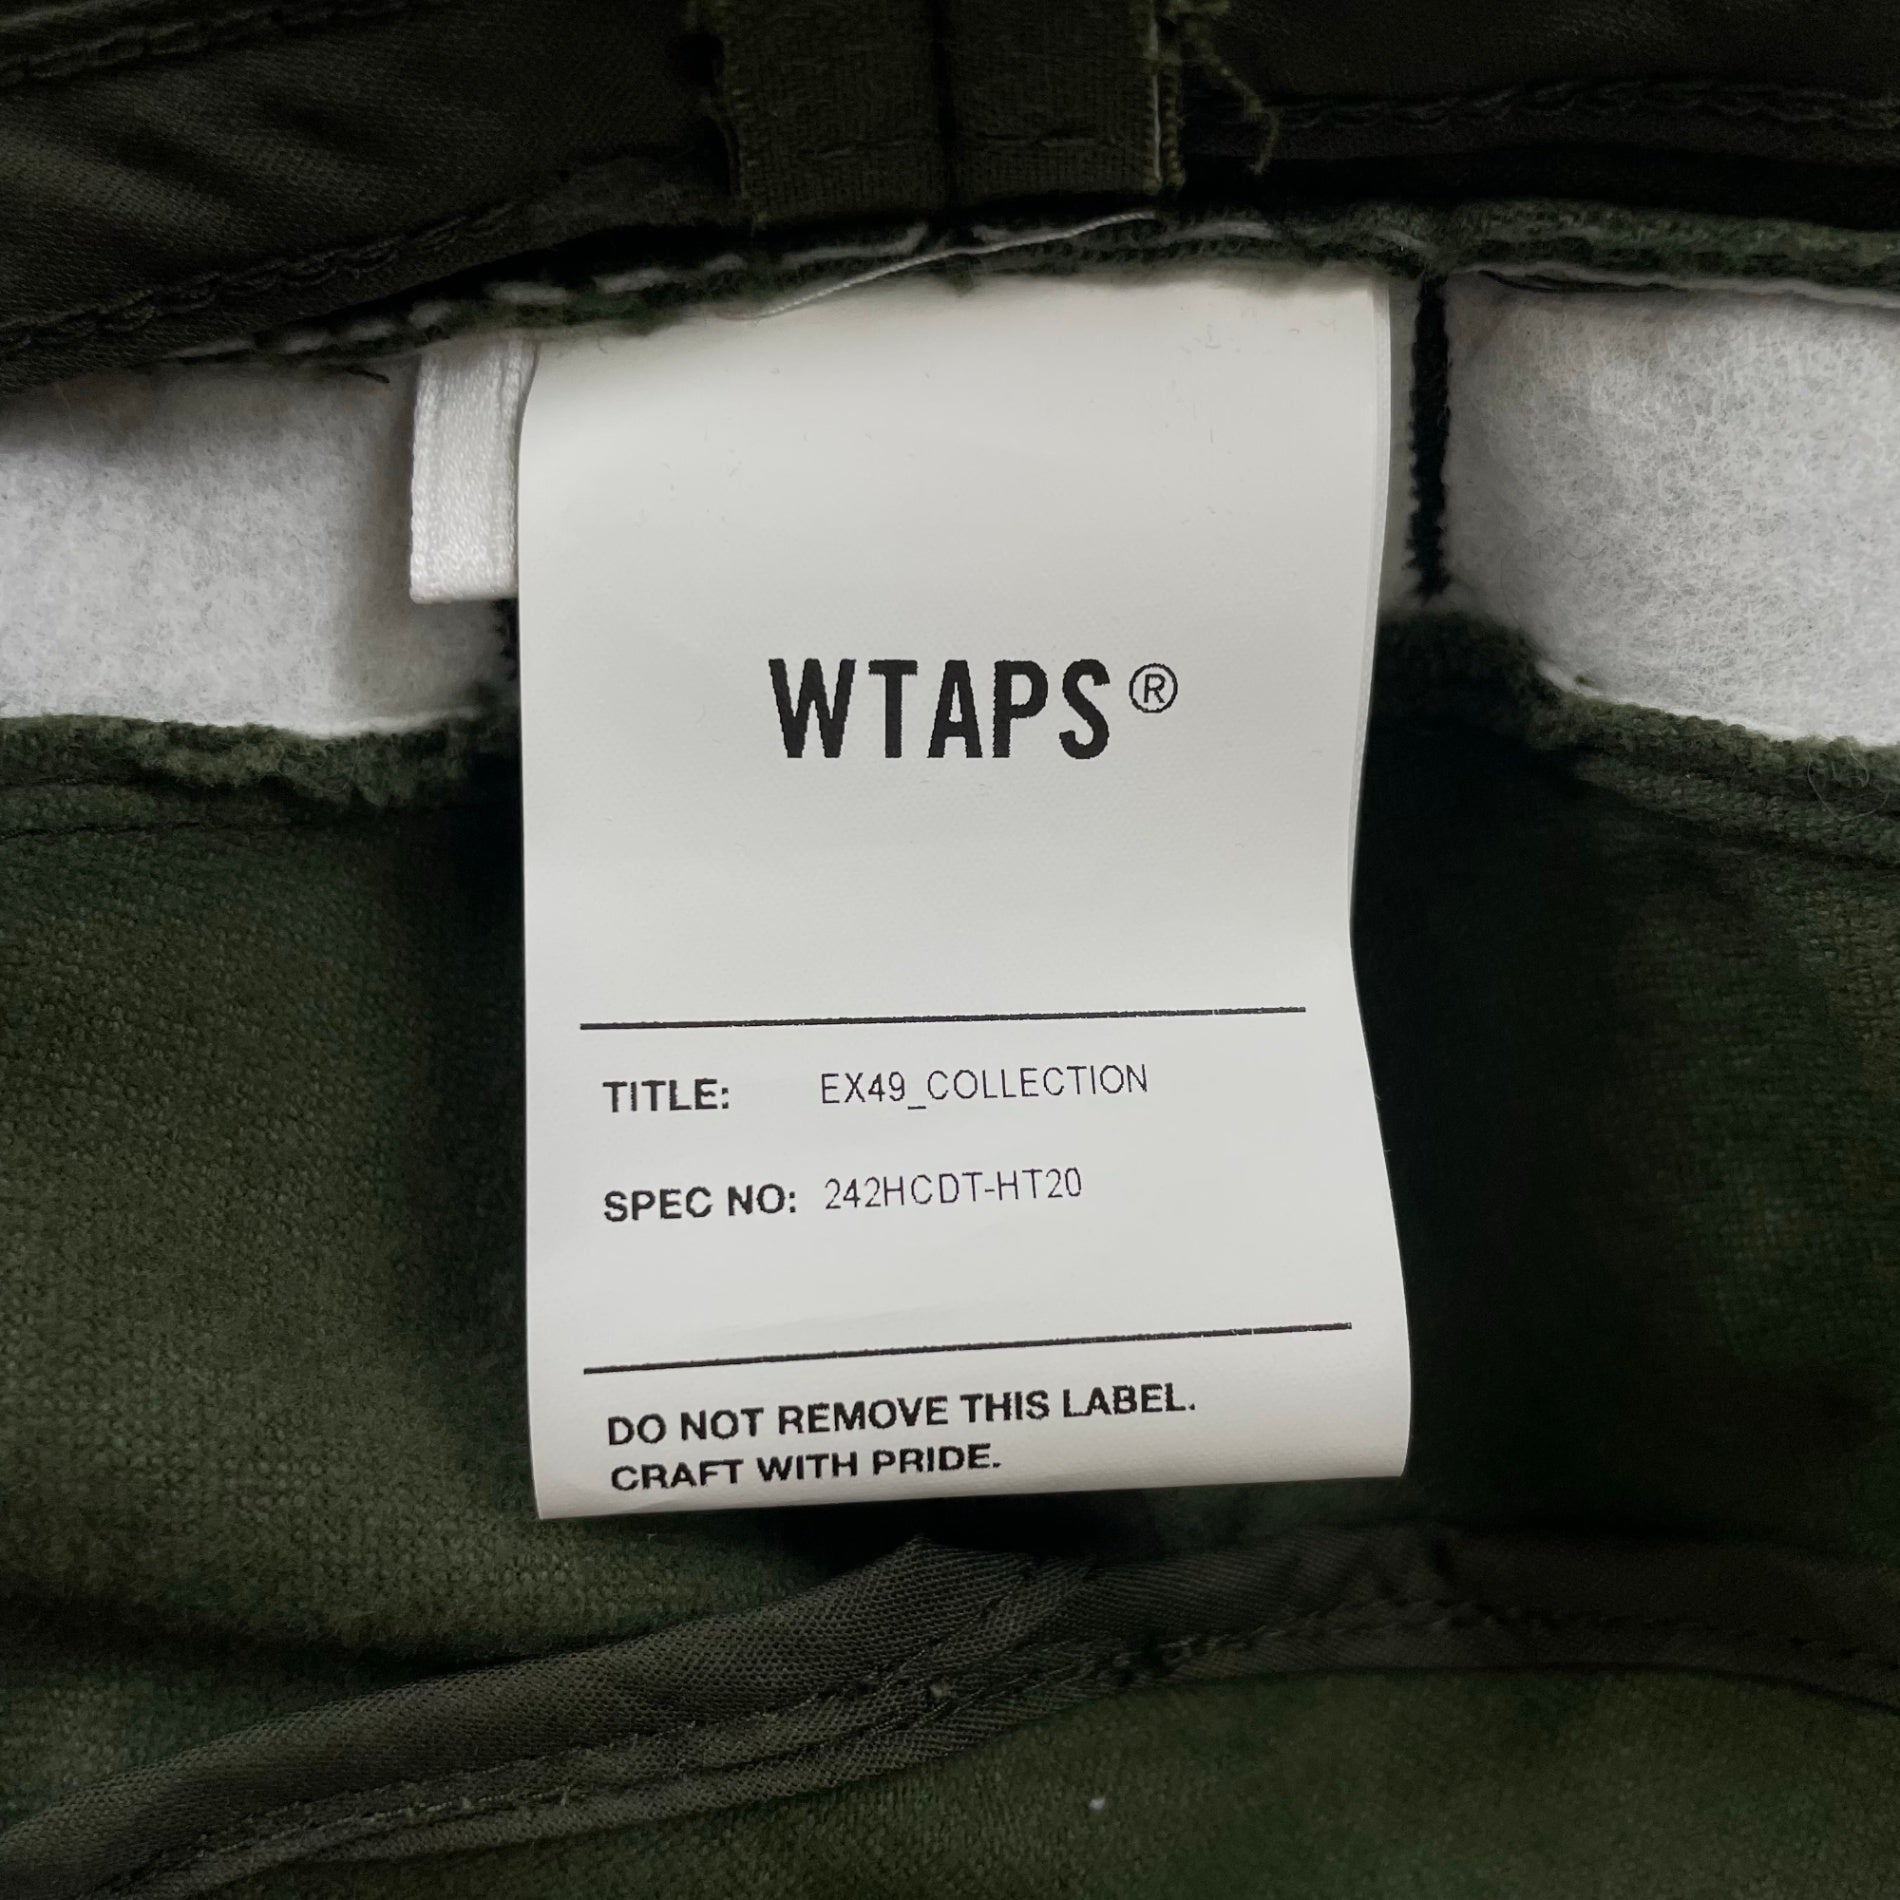 WTAPS®
TITLE: EX49_COLLECTION
SPEC NO: 242HCDT-HT20
DO NOT REMOVE THIS LABEL.
CRAFT WITH PRIDE.